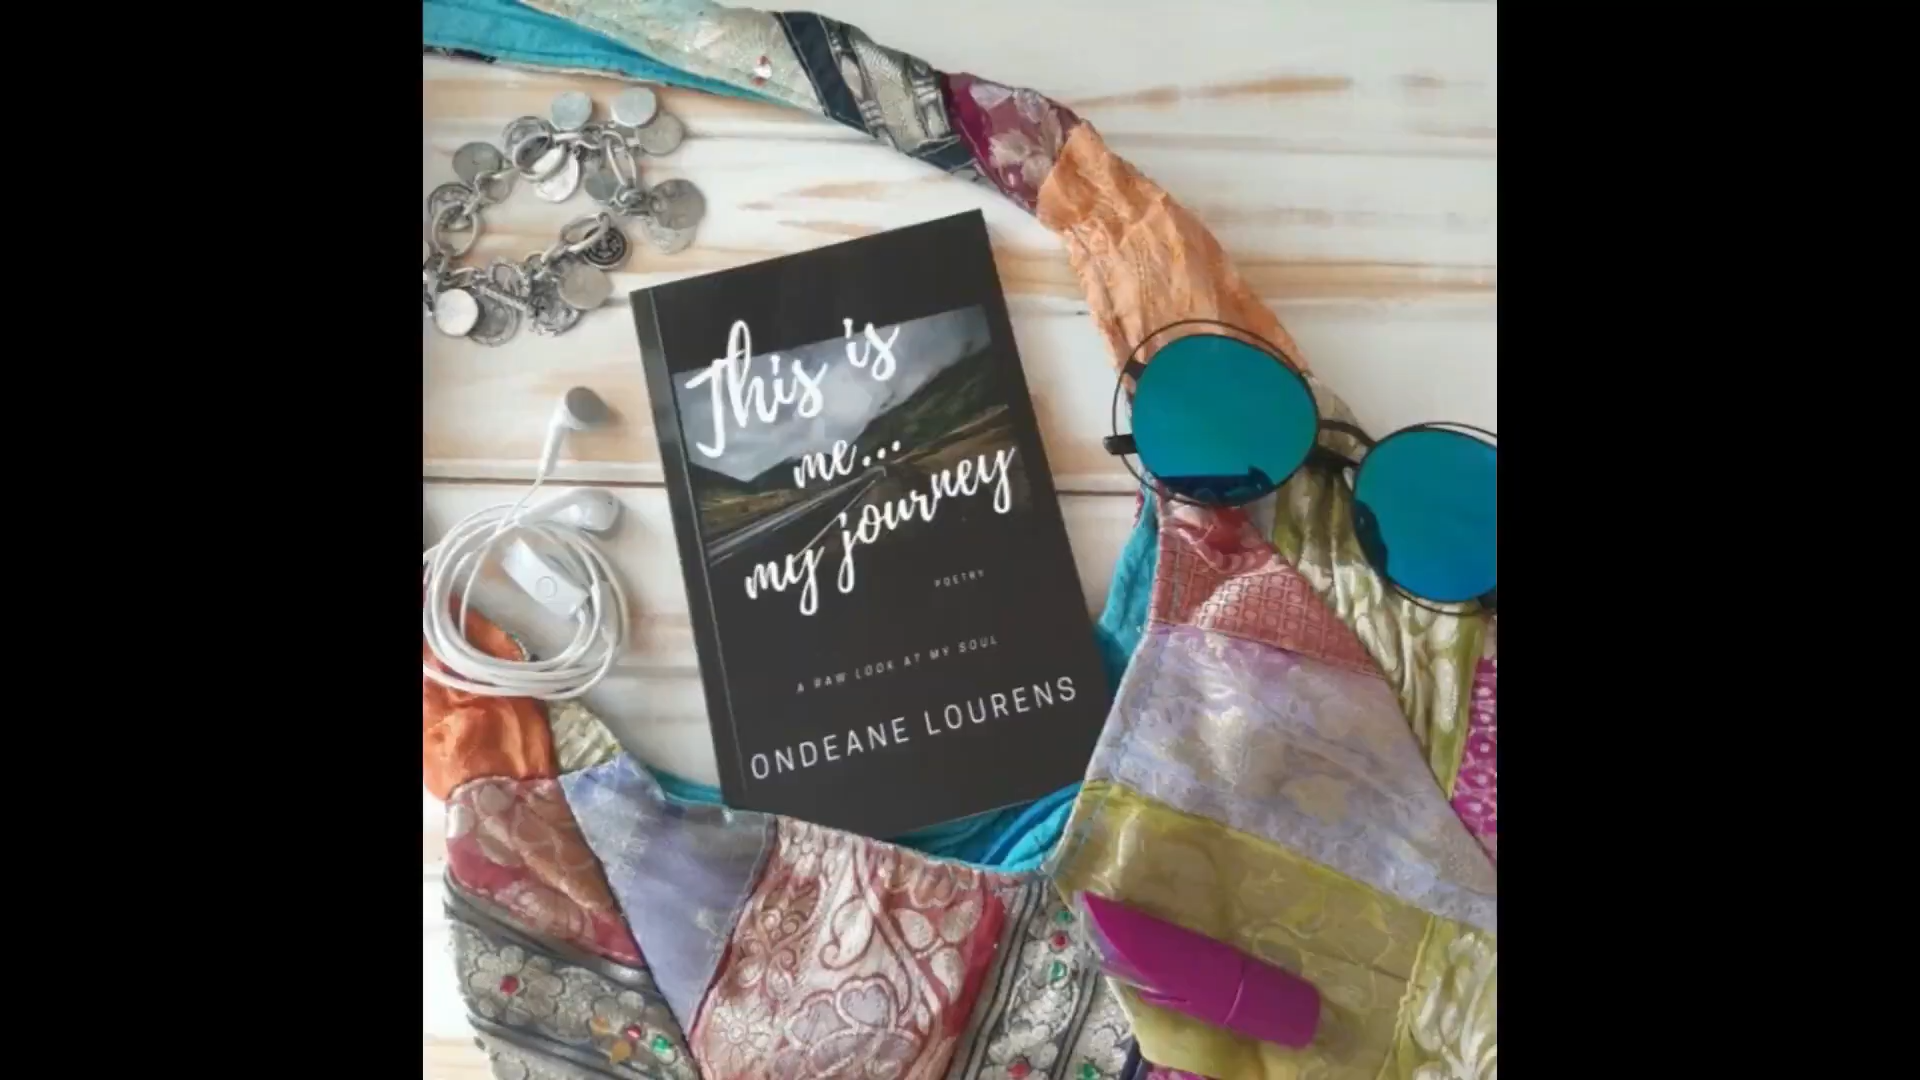 This is
me...
my journey
POETRY
A RAW LOOK AT MY SOUL
ONDEANE LOURENS